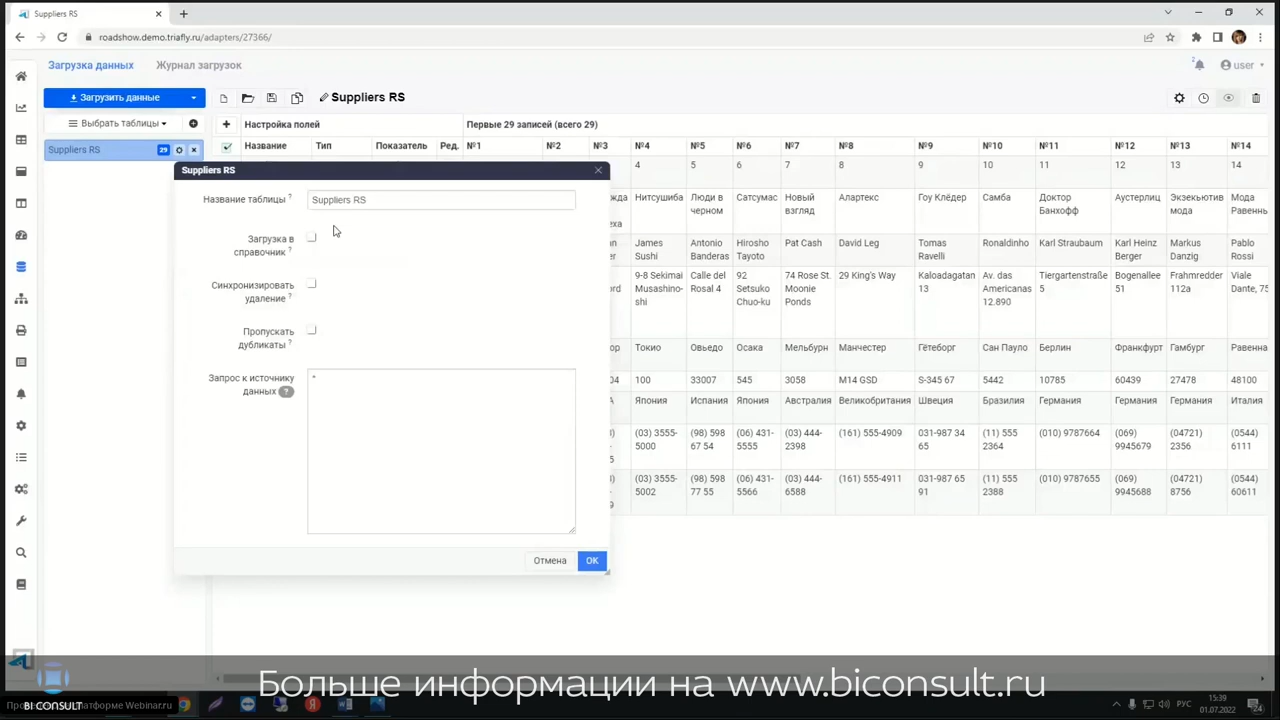 Suppliers RS
roadshow.demo.triafly.ru/adapters/27366/
Загрузка данных
Журнал загрузок
2
user
Загрузить данные
Suppliers RS
Выбрать таблицы
Настройка полей
Первые 29 записей (всего 29)
Suppliers RS
29
Название
Тип
Показатель
Ред.
№1
№2
№3
№4
№5
№6
№7
№8
№9
№10
№11
№12
№13
№14
4
5
6
7
8
9
10
11
12
13
14
Нитсушиба
Люди в черном
Сатсумас
Новый взгляд
Алартекс
Гоу Клёдер
Самба
Доктор Банхофф
Аустерлиц
Экзекьютив мода
Мода Равенны
James Sushi
Antonio Banderas
Hirosho Tayoto
Pat Cash
David Leg
Tomas Ravelli
Ronaldinho
Karl Straubaum
Karl Heinz Berger
Markus Danzig
Pablo Rossi
9-8 Sekimai Musashino-shi
Calle del Rosal 4
92 Setsuko Chuo-ku
74 Rose St. Moonie Ponds
29 King's Way
Kaloadagatan 13
Av. das Americanas 12.890
Tiergartenstraße 5
Bogenallee 51
Frahmredder 112a
Viale Dante, 75
Токио
Овьедо
Осака
Мельбурн
Манчестер
Гётеборг
Сан Пауло
Берлин
Франкфурт
Гамбург
Равенна
100
33007
545
3058
M14 GSD
S-345 67
5442
10785
60439
27478
48100
Япония
Испания
Япония
Австралия
Великобритания
Швеция
Бразилия
Германия
Германия
Германия
Италия
(03) 3555-5000
(98) 598 67 54
(06) 431-5555
(03) 444-2398
(161) 555-4909
031-987 34 65
(11) 555 2364
(010) 9787664
(069) 9945679
(04721) 2356
(0544) 6111
(03) 3555-5002
(98) 598 77 55
(06) 431-5566
(03) 444-6588
(161) 555-4911
031-987 65 91
(11) 555 2388
(010) 9787655
(069) 9945688
(04721) 8756
(0544) 60611
Suppliers RS
Название таблицы ?
Suppliers RS
Загрузка в
справочник ?
Синхронизировать
удаление ?
Пропускать
дубликаты ?
Запрос к источнику
данных ?
*
Отмена
OK
Больше информации на www.biconsult.ru
BI CONSULT
латформе Webinar.ru
РУС
15:39
01.07.2022
24